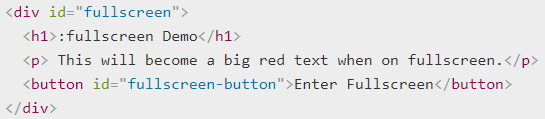 <div id="fullscreen">
  <h1>:fullscreen Demo</h1>
  <p> This will become a big red text when on fullscreen.</p>
  <button id="fullscreen-button">Enter Fullscreen</button>
</div>